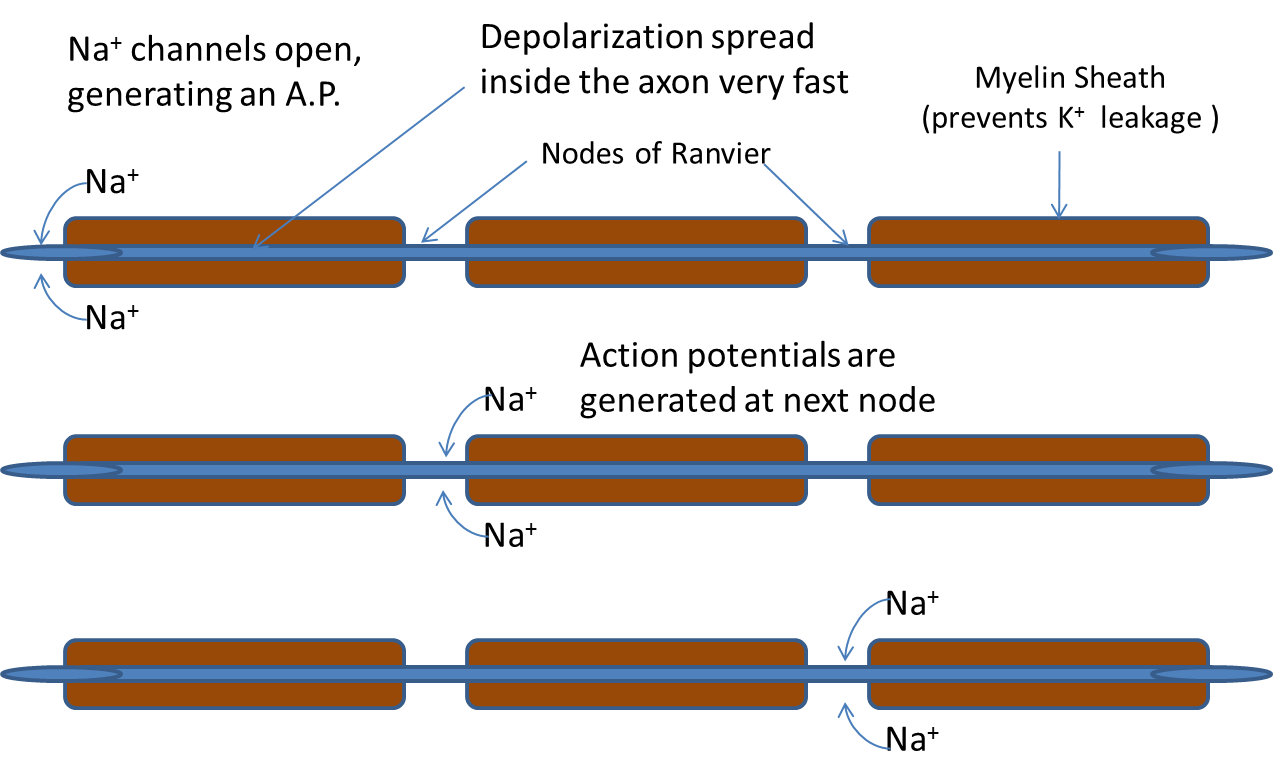 Na⁺ channels open,
generating an A.P.
Depolarization spread
inside the axon very fast
Myelin Sheath
(prevents K⁺ leakage )
Nodes of Ranvier
Na⁺
Na⁺
Action potentials are
generated at next node
Na⁺
Na⁺
Na⁺
Na⁺